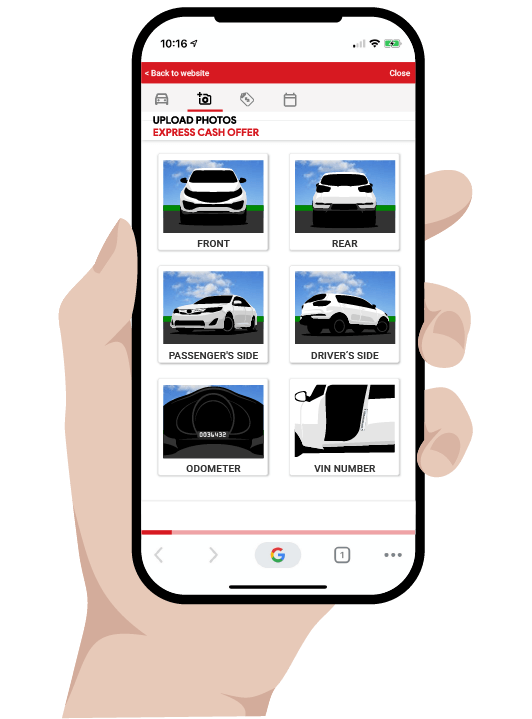 10:16
< Back to website
Close
UPLOAD PHOTOS
EXPRESS CASH OFFER
FRONT
REAR
PASSENGER'S SIDE
DRIVER'S SIDE
0036432
ODOMETER
VIN NUMBER
1